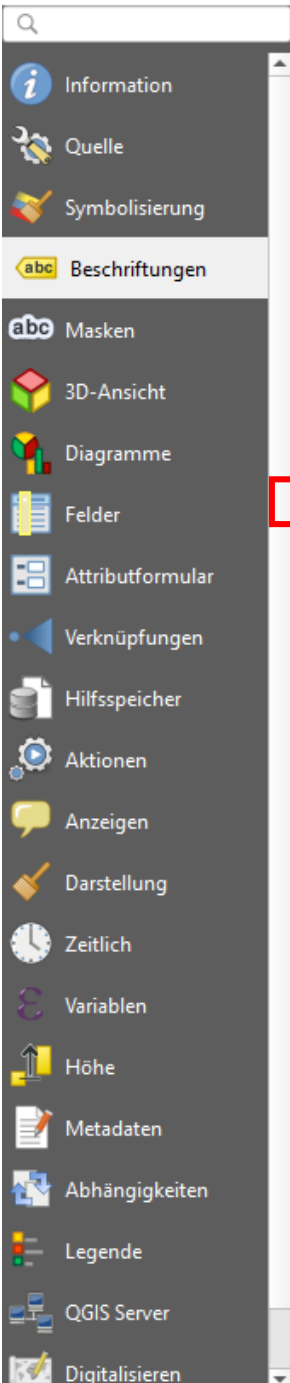 Information
Quelle
Symbolisierung
abc Beschriftungen
abc Masken
3D-Ansicht
Diagramme
Felder
Attributformular
Verknüpfungen
Hilfsspeicher
Aktionen
Anzeigen
Darstellung
Zeitlich
Variablen
Höhe
Metadaten
Abhängigkeiten
Legende
QGIS Server
Digitalisieren